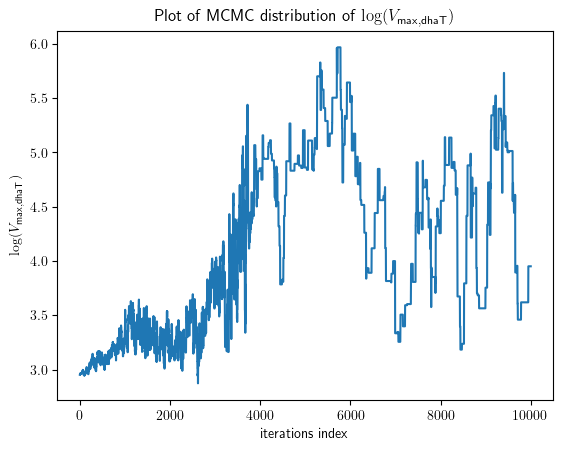 Plot of MCMC distribution of log(V_max,dhaT)
6.0
5.5
5.0
4.5
4.0
3.5
3.0
log(V_max,dhaT)
0 2000 4000 6000 8000 10000
iterations index